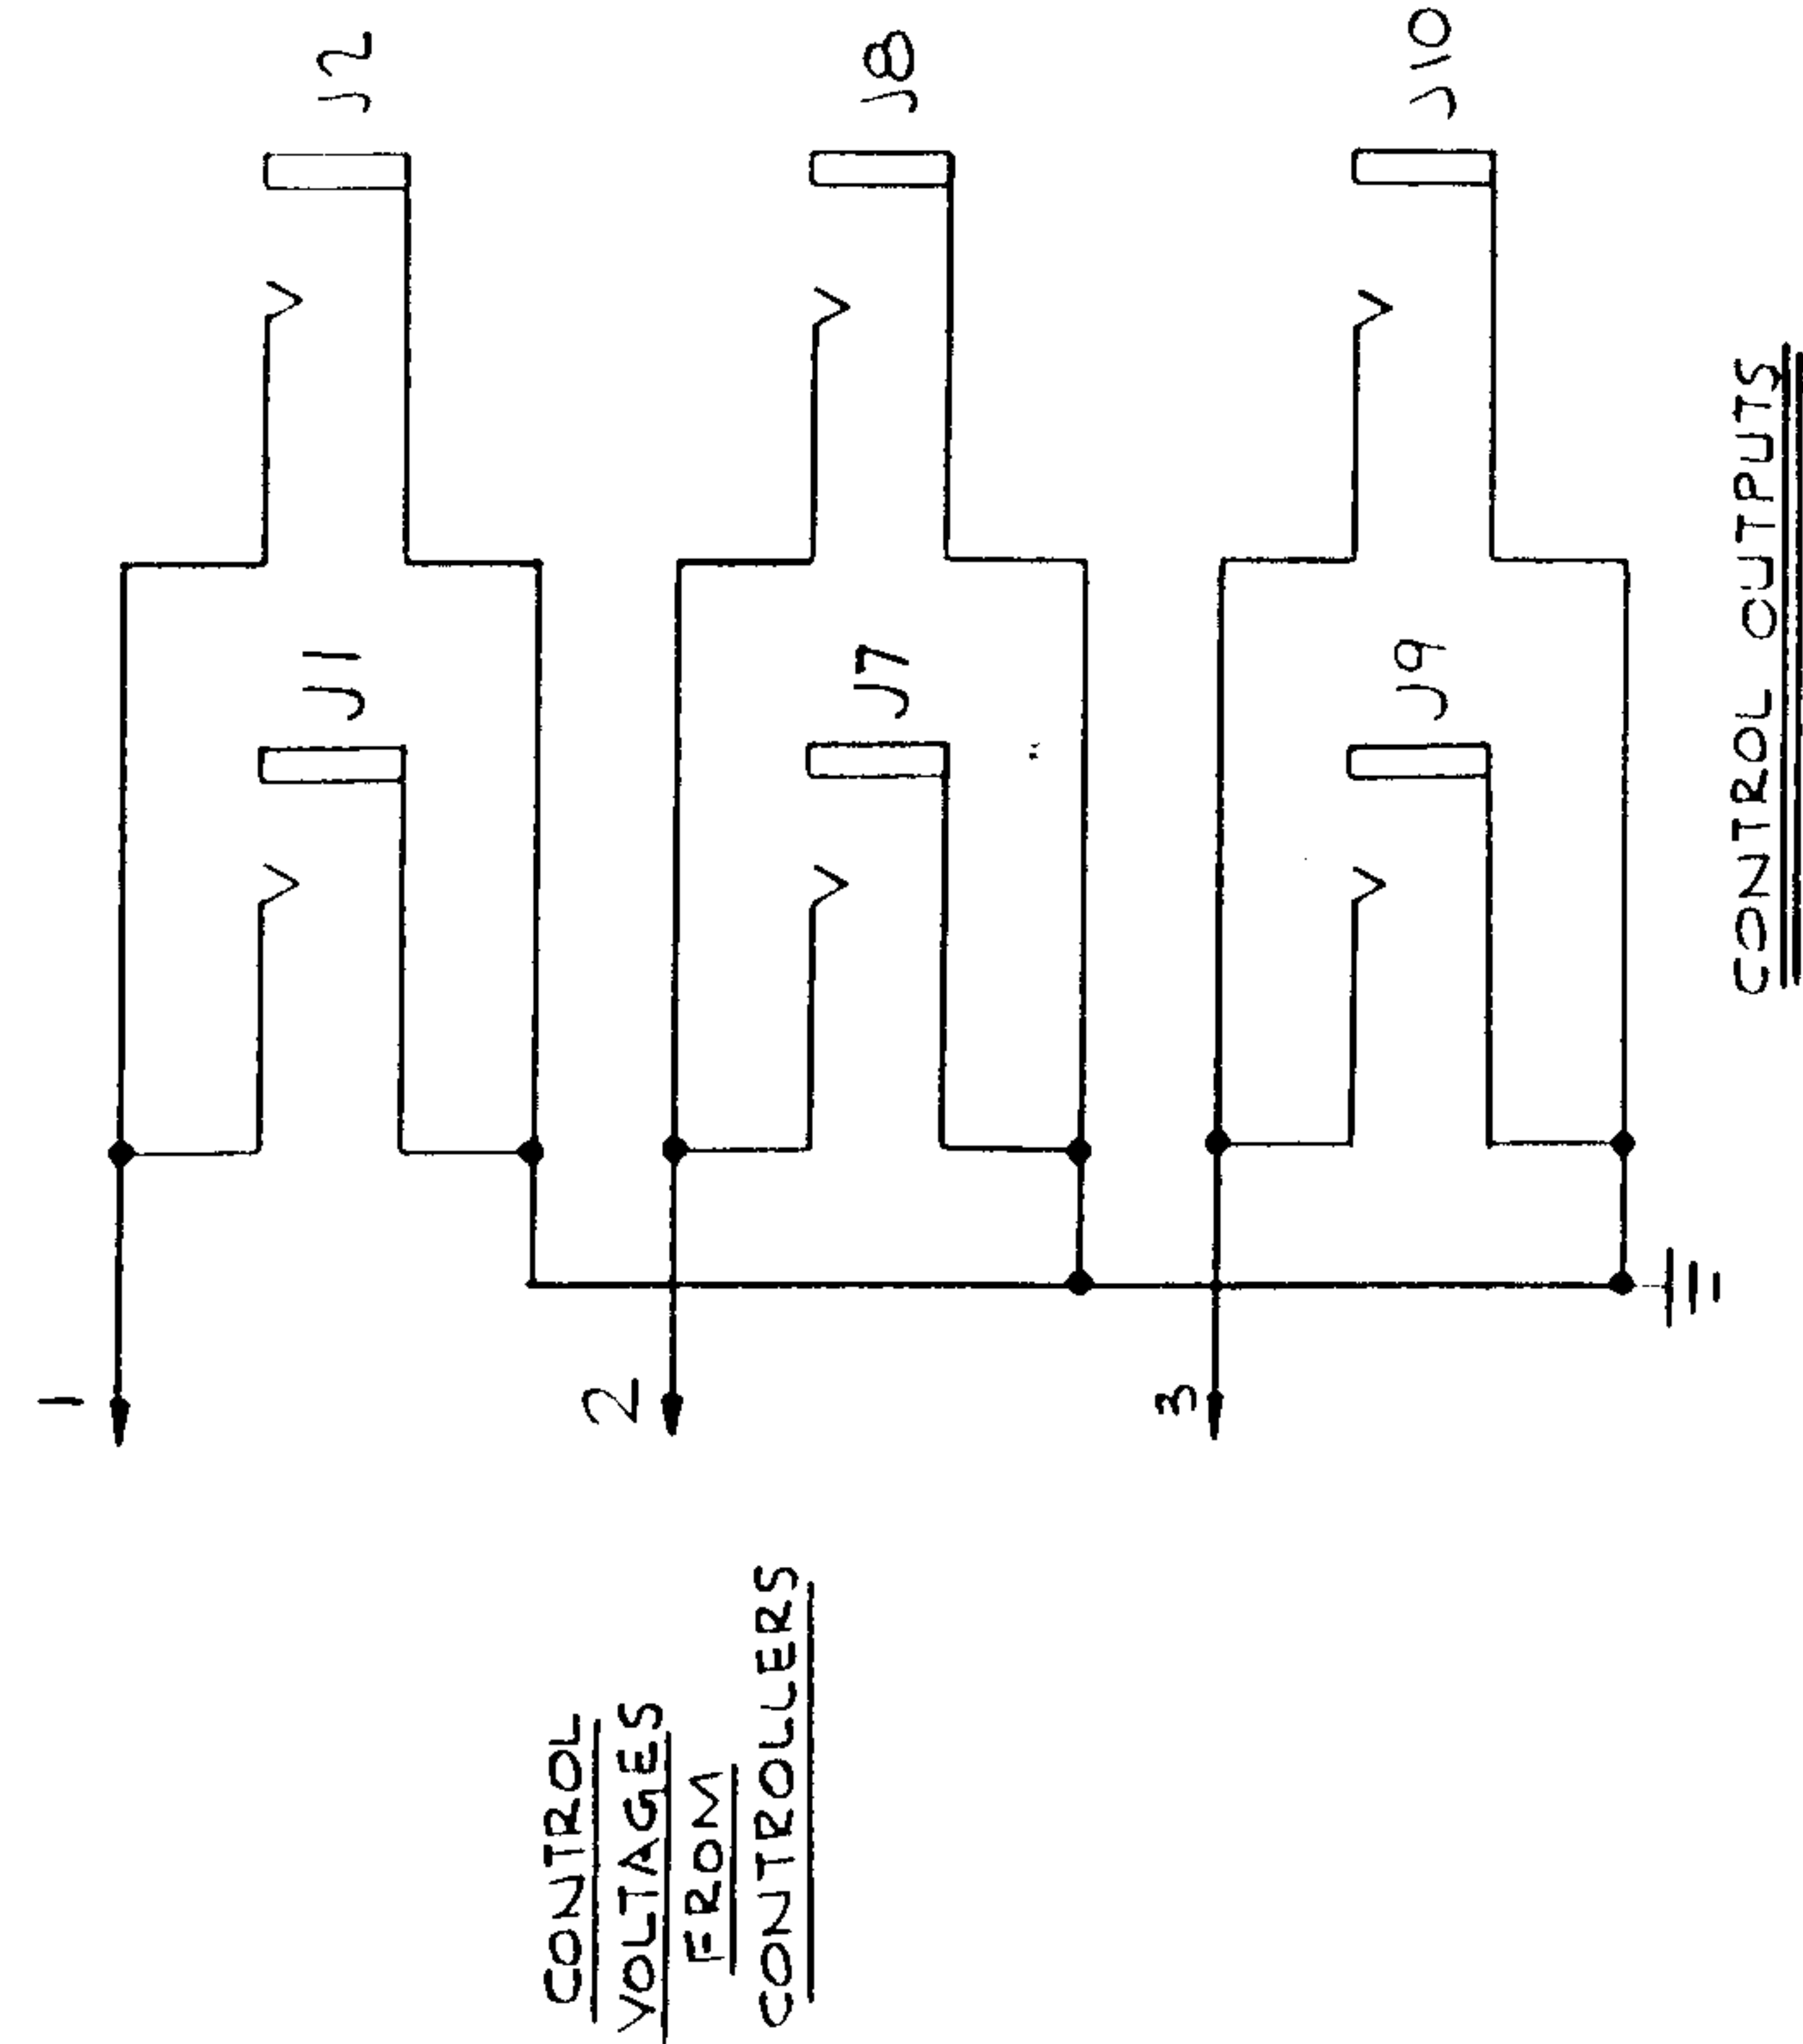 1
J1
J2
2
J7
J8
3
J9
J10
CONTROL
VOLTAGES
FROM
CONTROLLERS
CONTROL OUTPUTS